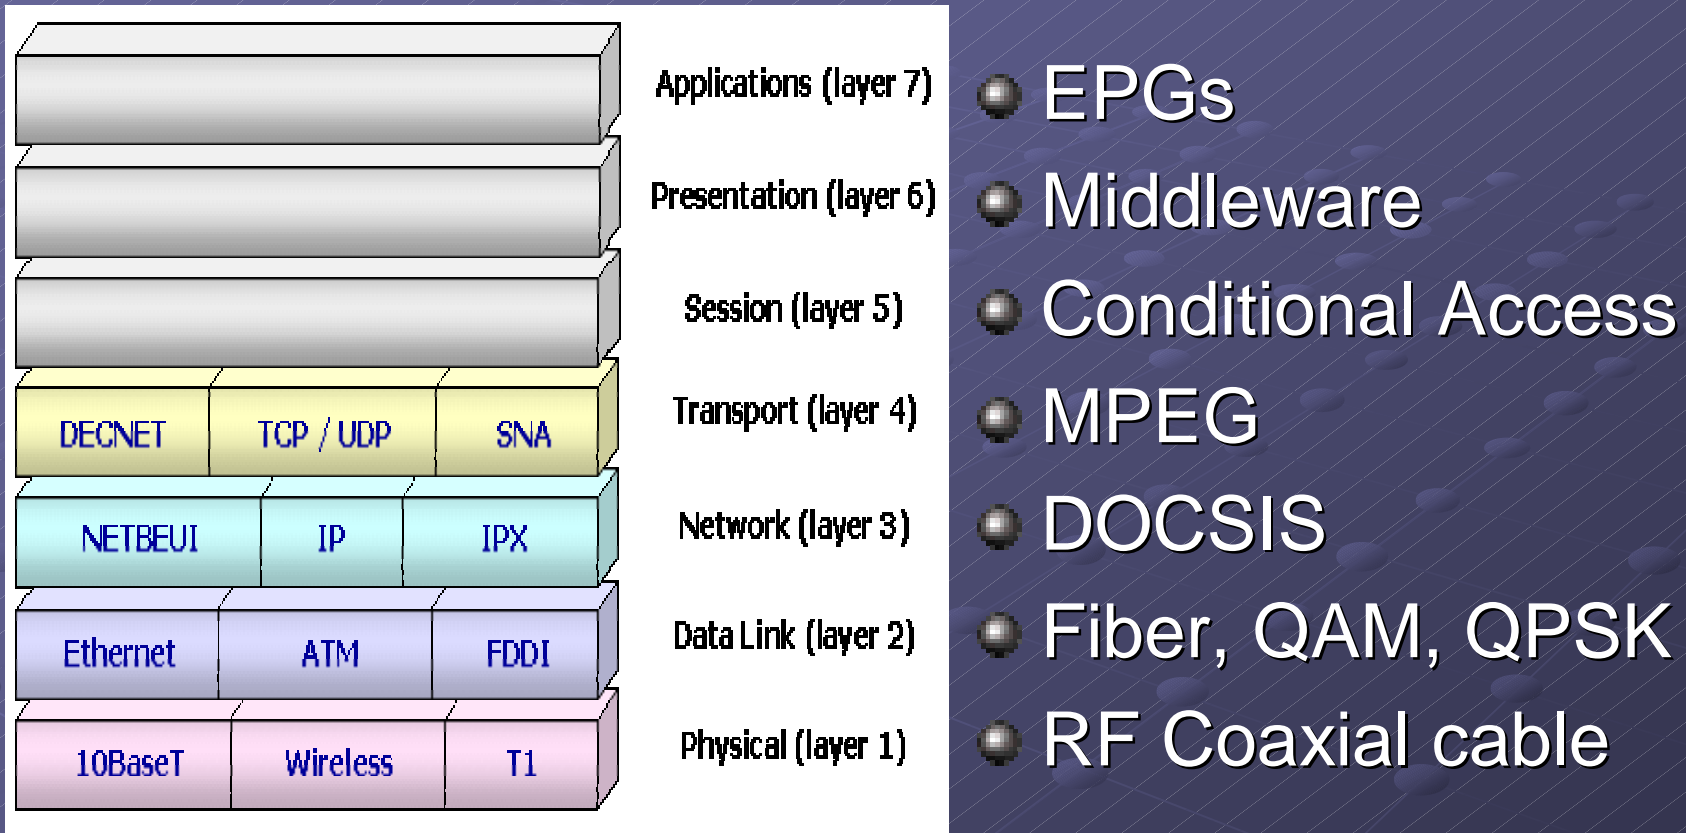 Applications (layer 7)
EPGs
Presentation (layer 6)
Middleware
Session (layer 5)
Conditional Access
DECNET TCP / UDP SNA
Transport (layer 4)
MPEG
NETBEUI IP IPX
Network (layer 3)
DOCSIS
Ethernet ATM FDDI
Data Link (layer 2)
Fiber, QAM, QPSK
10BaseT Wireless T1
Physical (layer 1)
RF Coaxial cable